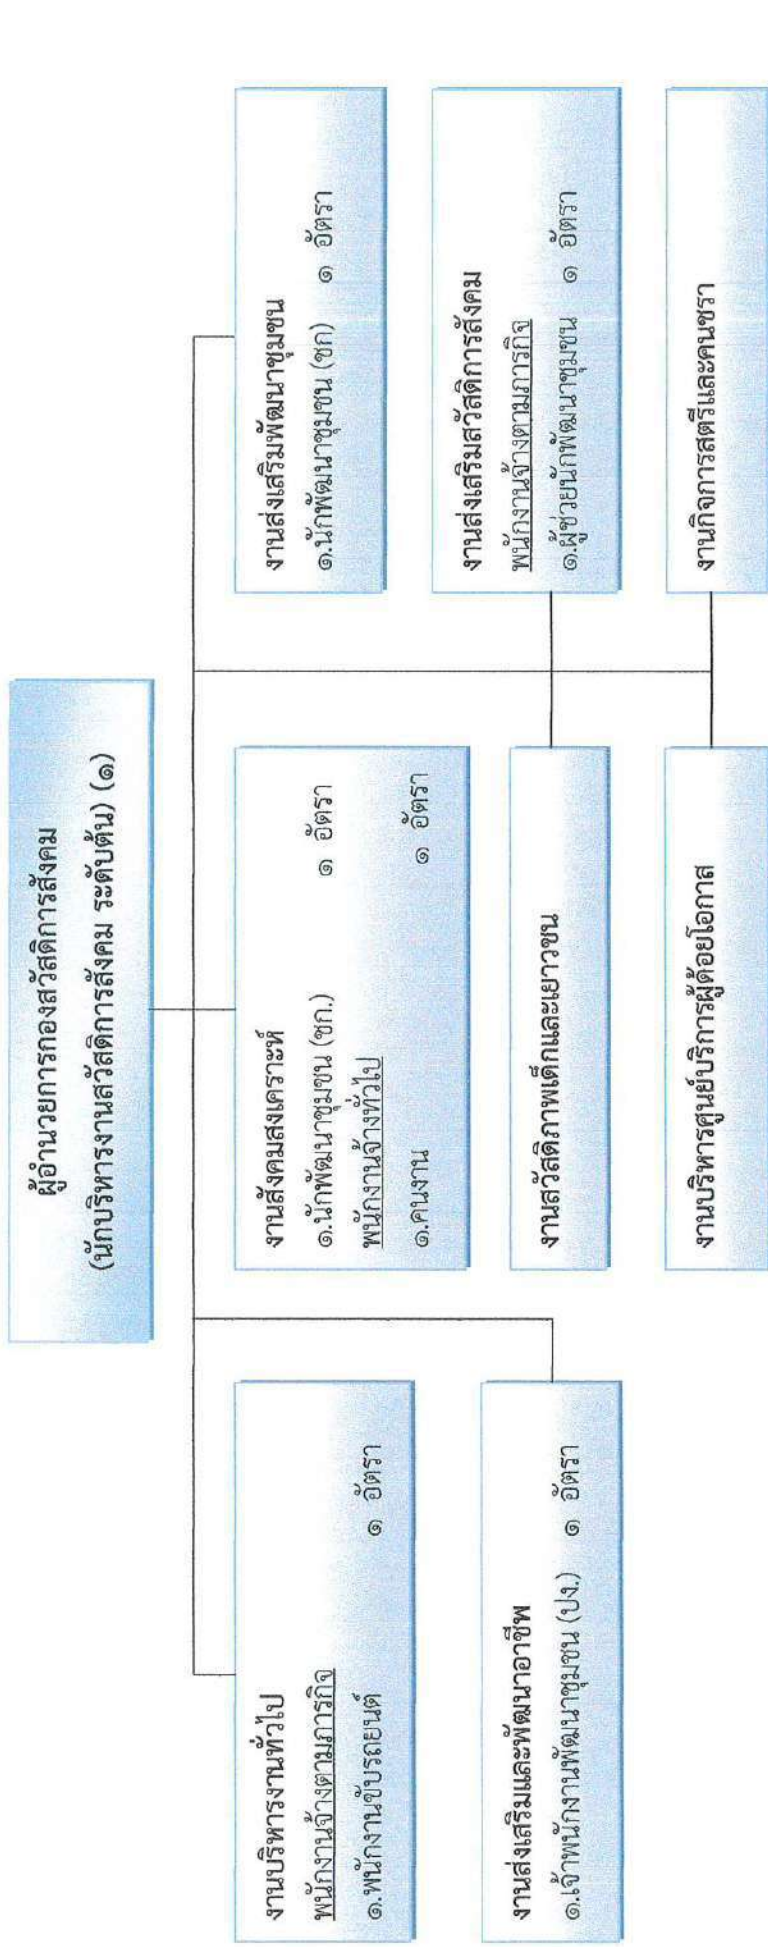 ผู้อำนวยการกองสวัสดิการสังคม
(นักบริหารงานสวัสดิการสังคม ระดับต้น) (๑)
งานบริหารงานทั่วไป
พนักงานจ้างตามภารกิจ
๑.พนักงานขับรถยนต์ ๑ อัตรา
งานสังคมสงเคราะห์
๑.นักพัฒนาชุมชน (ชก.) ๑ อัตรา
พนักงานจ้างทั่วไป
๑.คนงาน ๑ อัตรา
งานส่งเสริมพัฒนาชุมชน
๑.นักพัฒนาชุมชน (ชก) ๑ อัตรา
งานส่งเสริมและพัฒนาอาชีพ
๑.เจ้าพนักงานพัฒนาชุมชน (ปง.) ๑ อัตรา
งานสวัสดิภาพเด็กและเยาวชน
งานส่งเสริมสวัสดิการสังคม
พนักงานจ้างตามภารกิจ
๑.ผู้ช่วยนักพัฒนาชุมชน ๑ อัตรา
งานบริหารศูนย์บริการผู้ด้อยโอกาส
งานกิจการสตรีและคนชรา